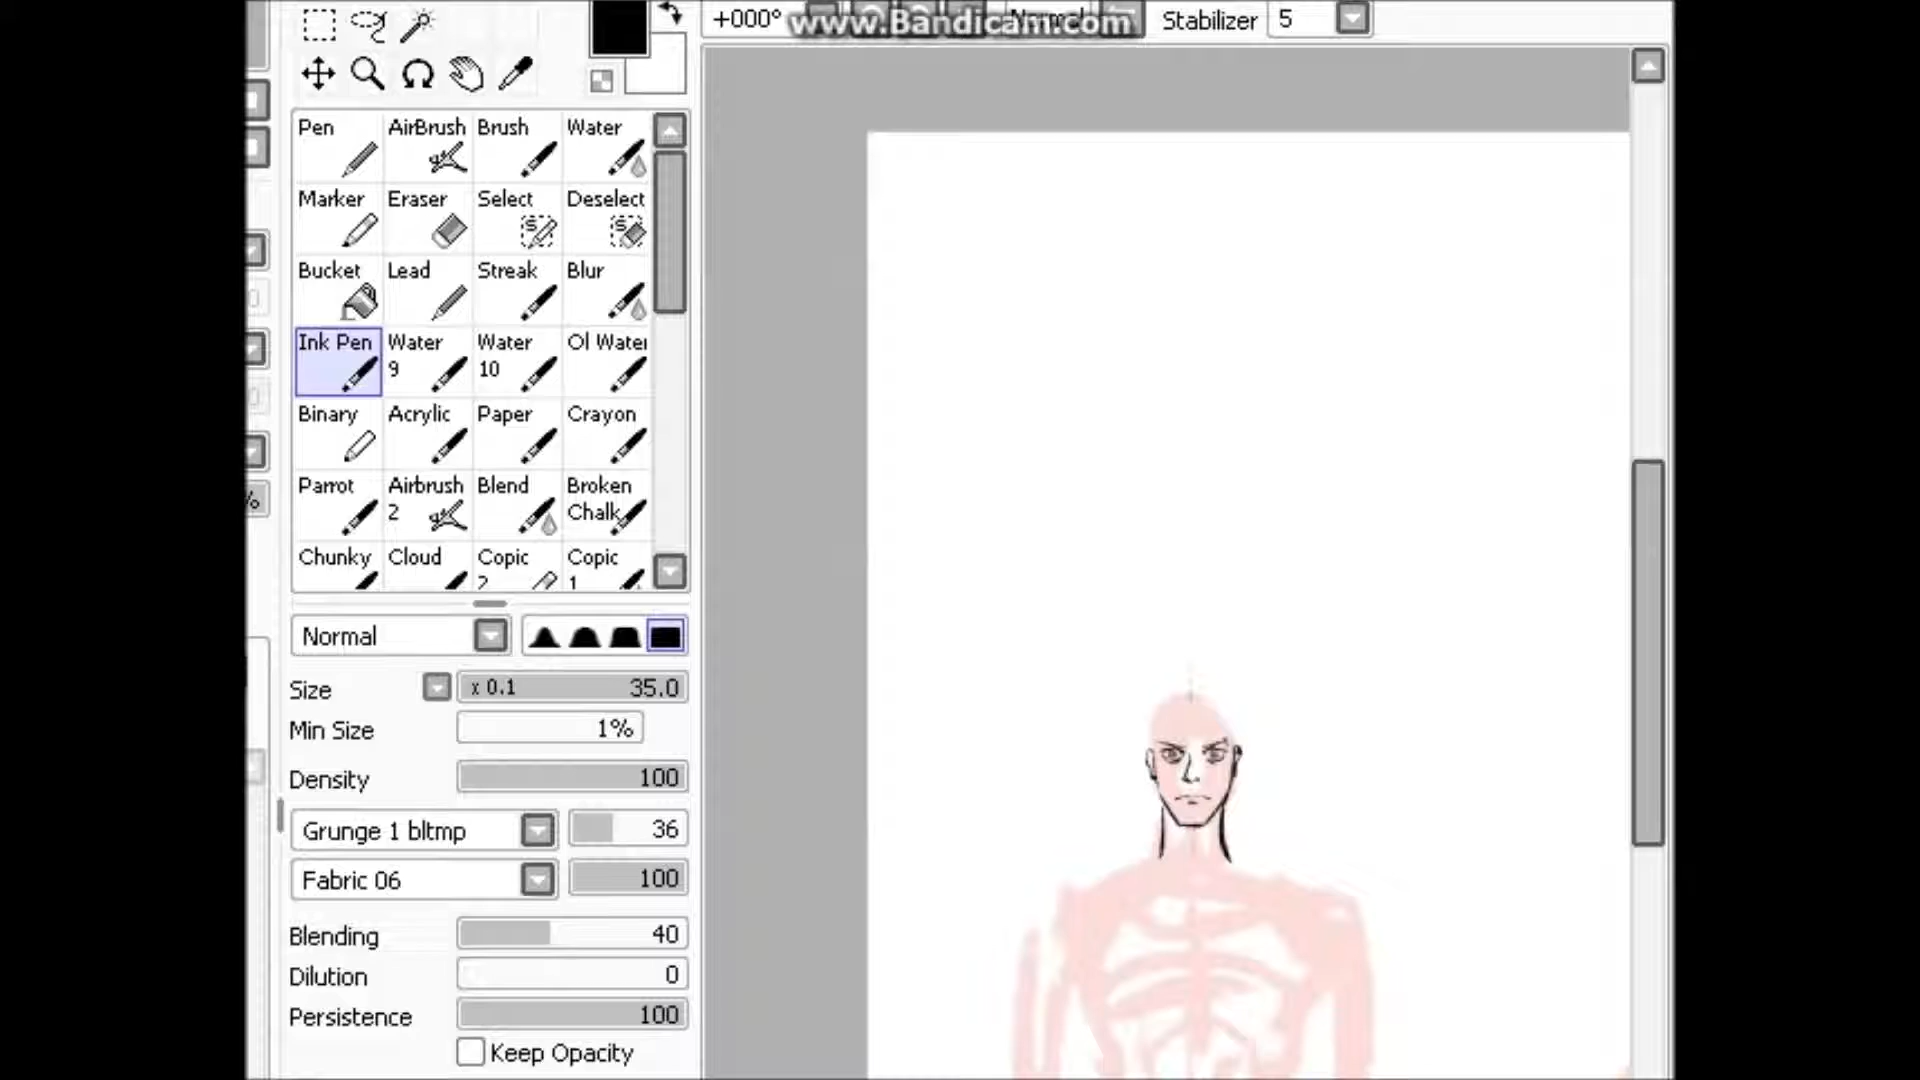 +000° www.Bandicam.com Normal Stabilizer 5
Pen AirBrush Brush Water
Marker Eraser Select Deselect
Bucket Lead Streak Blur
Ink Pen Water 9 Water 10 Ol Water
Binary Acrylic Paper Crayon
Parrot Airbrush 2 Blend Broken Chalk
Chunky Cloud Copic 2 Copic 1
Normal
Size x 0.1 35.0
Min Size 1%
Density 100
Grunge 1 bltmp 36
Fabric 06 100
Blending 40
Dilution 0
Persistence 100
Keep Opacity